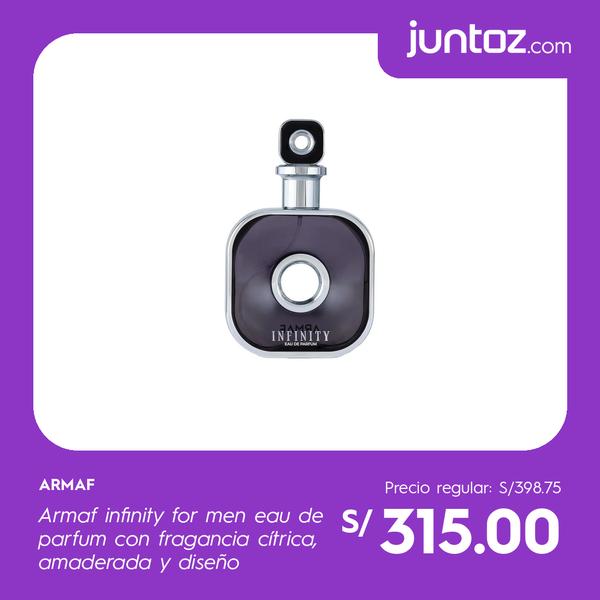 juntoz.com
INFINITY
EAU DE PARFUM
ARMAF
Armaf infinity for men eau de
parfum con fragancia cítrica,
amaderada y diseño
Precio regular: S/398.75
S/ 315.00